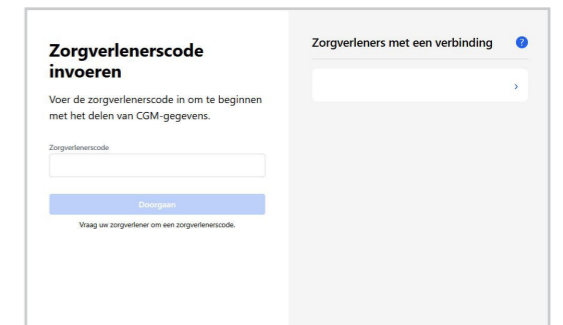 Zorgverlenerscode
invoeren
Voer de zorgverlenerscode in om te beginnen
met het delen van CGM-gegevens.
Zorgverlenerscode
Doorgaan
Vraag uw zorgverlener om een zorgverlenerscode.
Zorgverleners met een verbinding
?